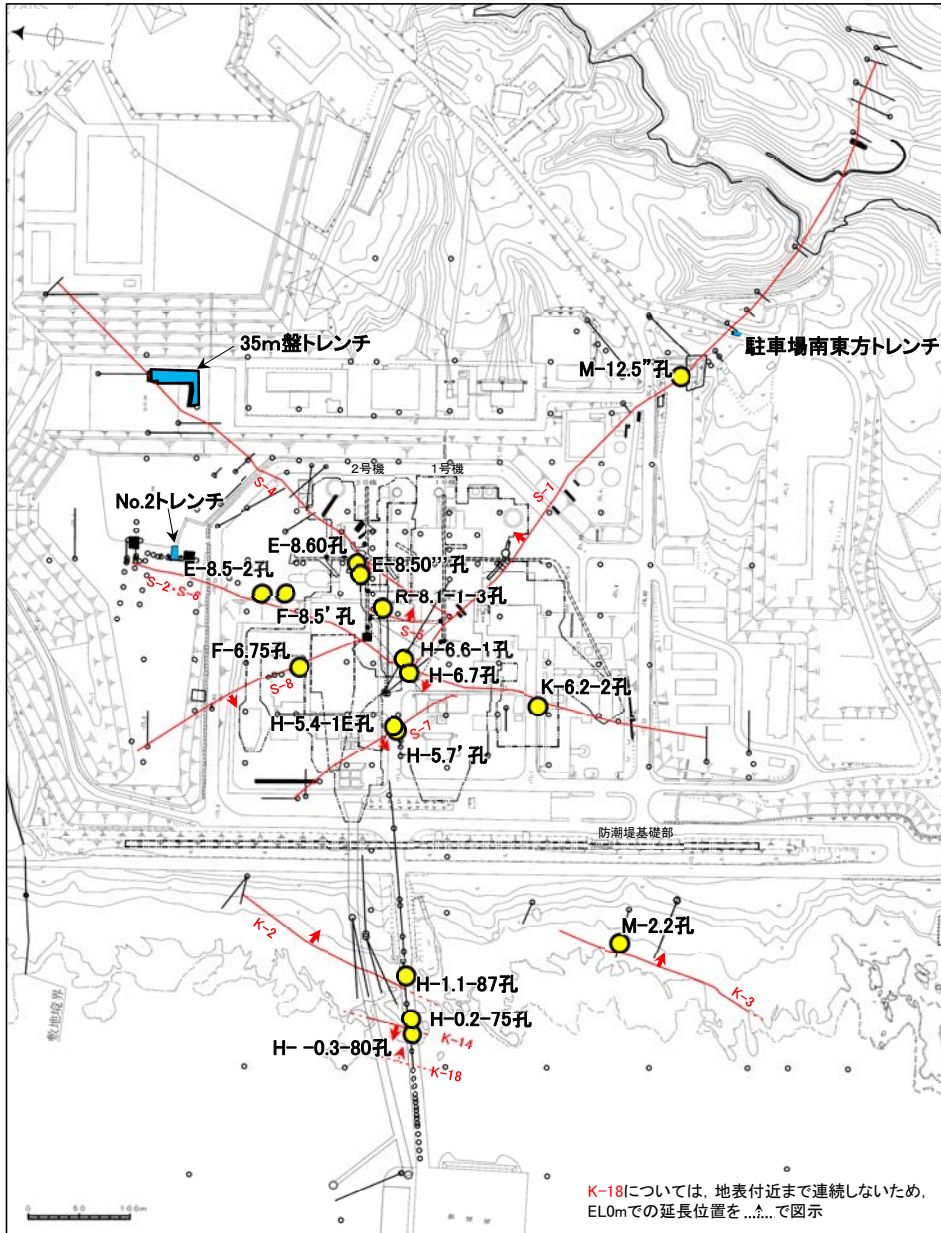 35m盤トレンチ
駐車場南東方トレンチ
M-12.5”孔
2号機
1号機
S-4
S-1
No.2トレンチ
E-8.60孔
E-8.50’’’孔
E-8.5-2孔
S-2・S-6
R-8.1-1-3孔
F-8.5’孔
S-5
F-6.75孔
H-6.6-1孔
S-8
H-6.7孔
K-6.2-2孔
H-5.4-1E孔
S-7
H-5.7’孔
防潮堤基礎部
K-2
M-2.2孔
H-1.1-87孔
K-3
敷地境界
H-0.2-75孔
K-14
H- -0.3-80孔
K-18
K-18については，地表付近まで連続しないため，
EL0mでの延長位置を で図示
0 50 100m